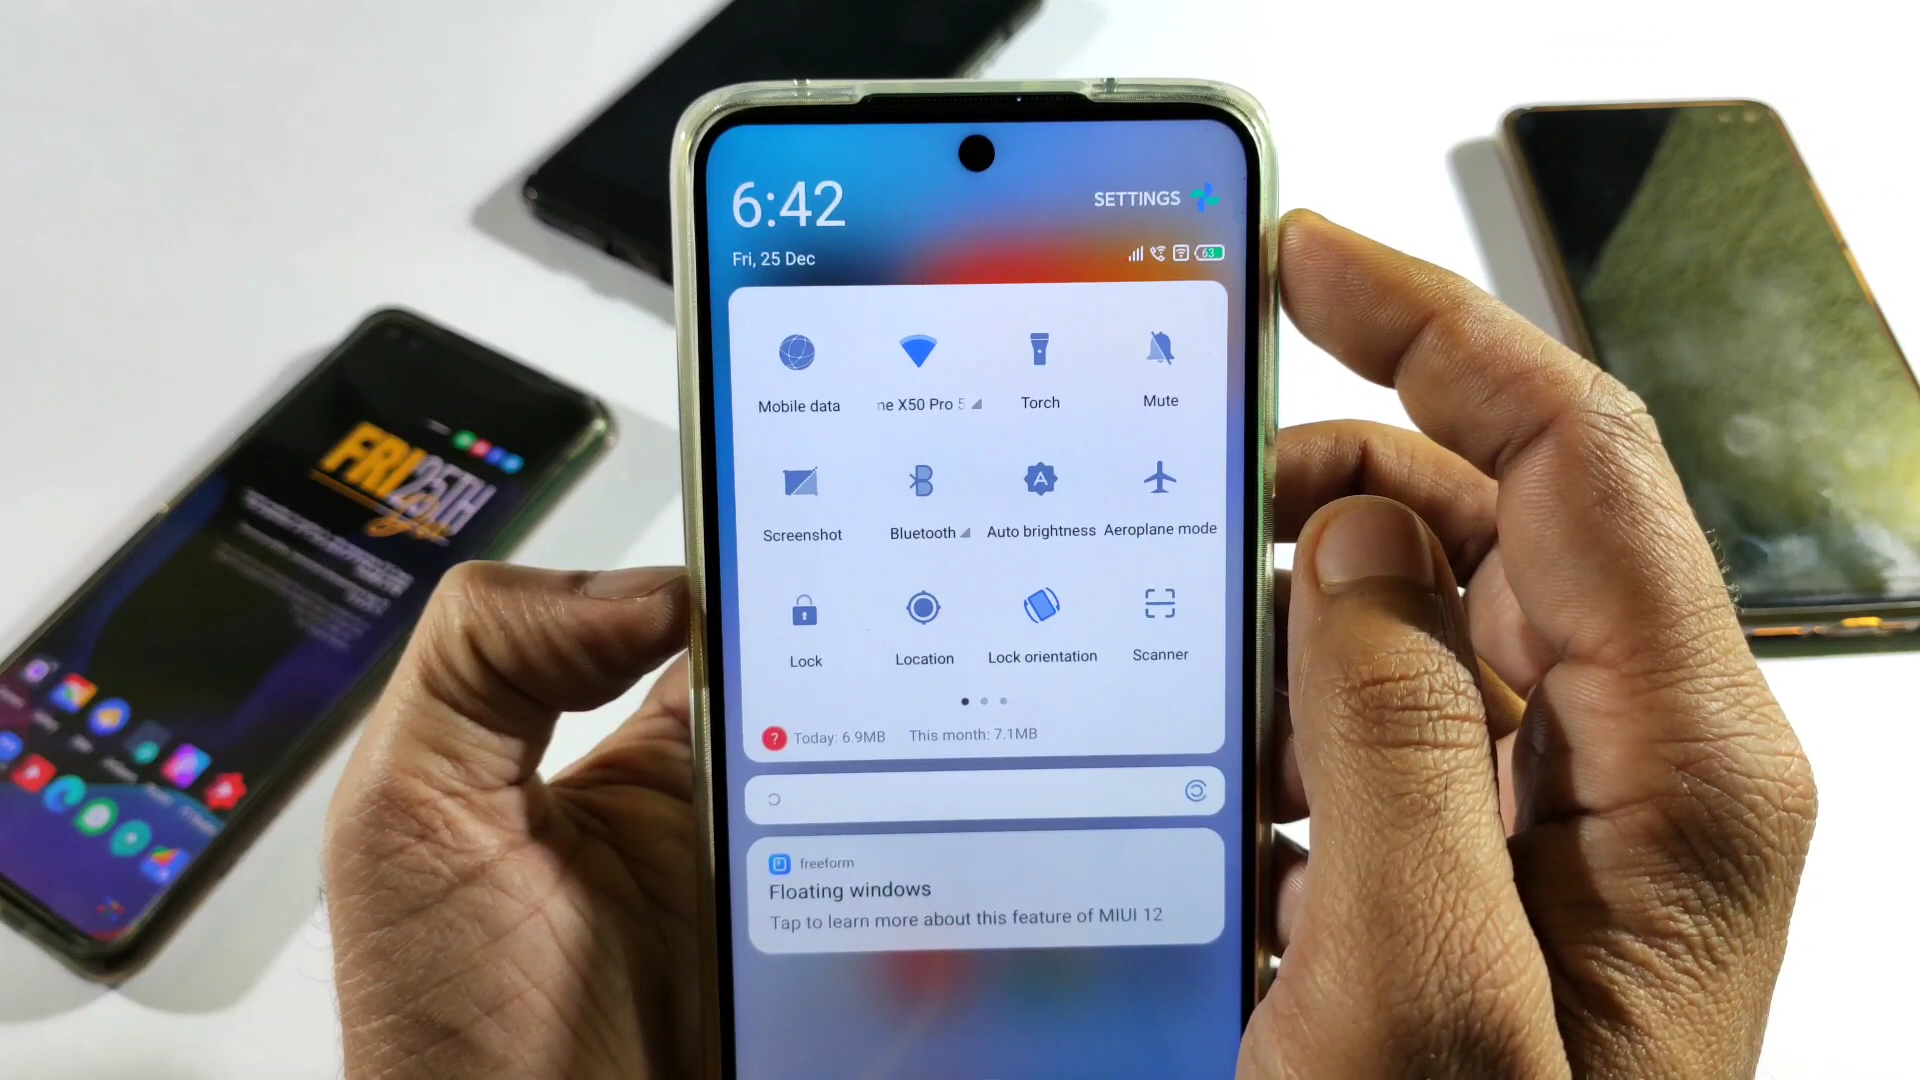 6:42
SETTINGS
Fri, 25 Dec
63
Mobile data
ne X50 Pro 5
Torch
Mute
A
Screenshot
Bluetooth
Auto brightness
Aeroplane mode
Lock
Location
Lock orientation
Scanner
? Today: 6.9MB This month: 7.1MB
freeform
Floating windows
Tap to learn more about this feature of MIUI 12
FRI 25TH